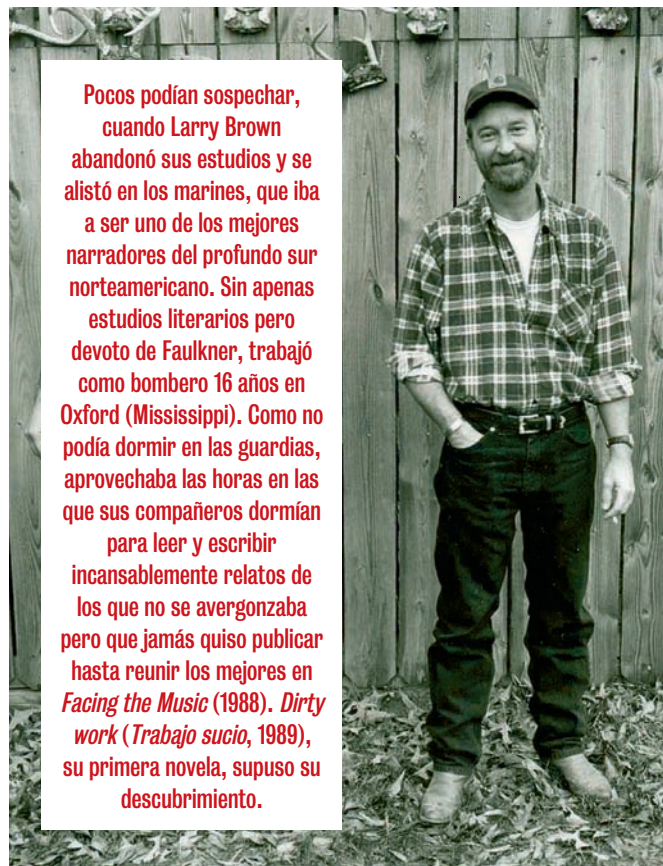 Pocos podían sospechar,
cuando Larry Brown
abandonó sus estudios y se
alistó en los marines, que iba
a ser uno de los mejores
narradores del profundo sur
norteamericano. Sin apenas
estudios literarios pero
devoto de Faulkner, trabajó
como bombero 16 años en
Oxford (Mississippi). Como no
podía dormir en las guardias,
aprovechaba las horas en las
que sus compañeros dormían
para leer y escribir
incansablemente relatos de
los que no se avergonzaba
pero que jamás quiso publicar
hasta reunir los mejores en
Facing the Music (1988). Dirty
work (Trabajo sucio, 1989),
su primera novela, supuso su
descubrimiento.